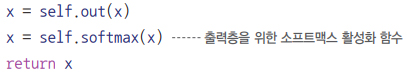 x = self.out(x)
x = self.softmax(x) ------ 출력층을 위한 소프트맥스 활성화 함수
return x